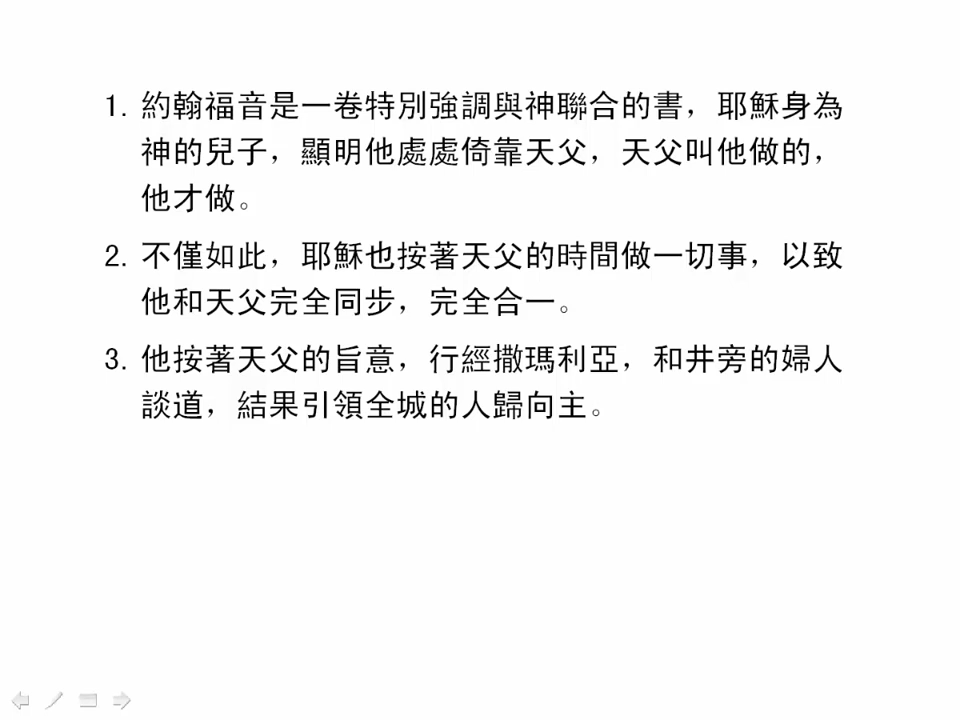 1. 約翰福音是一卷特別強調與神聯合的書，耶穌身為
神的兒子，顯明他處處倚靠天父，天父叫他做的，
他才做。
2. 不僅如此，耶穌也按著天父的時間做一切事，以致
他和天父完全同步，完全合一。
3. 他按著天父的旨意，行經撒瑪利亞，和井旁的婦人
談道，結果引領全城的人歸向主。